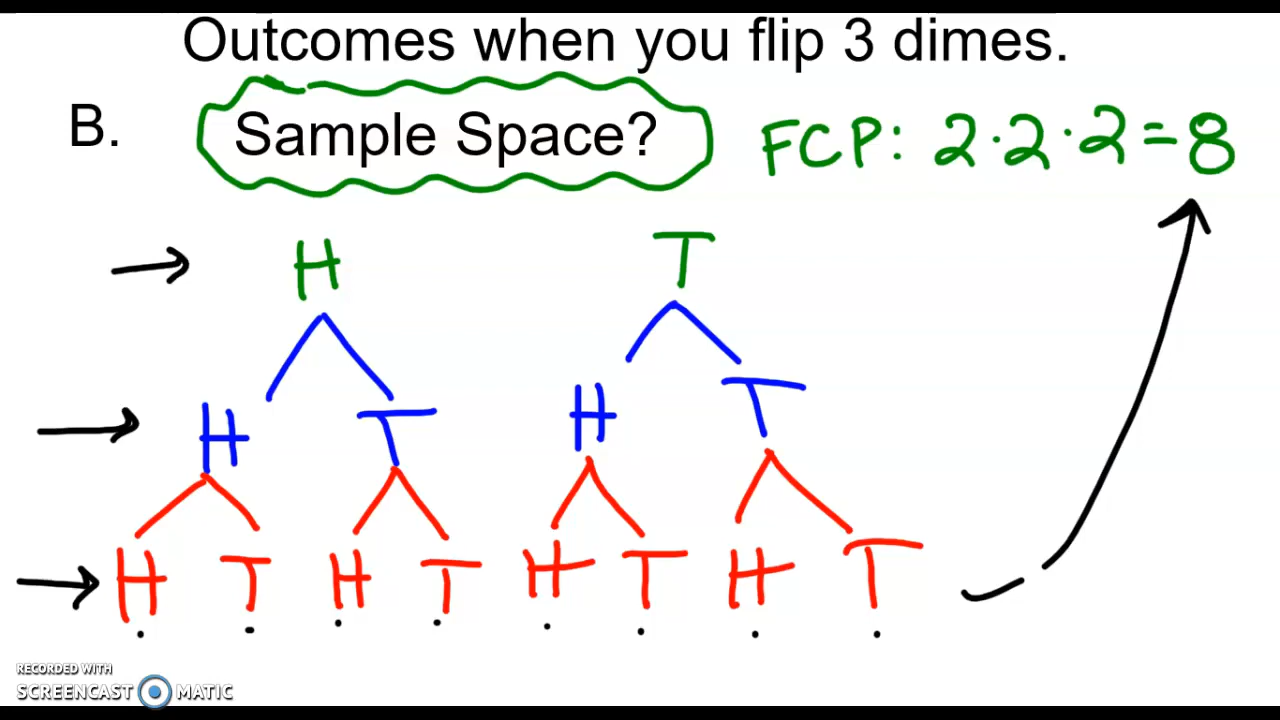 Outcomes when you flip 3 dimes.
B. Sample Space? FCP: 2·2·2=8
H T
H T H T
H T H T H T H T
RECORDED WITH
SCREENCAST MATIC